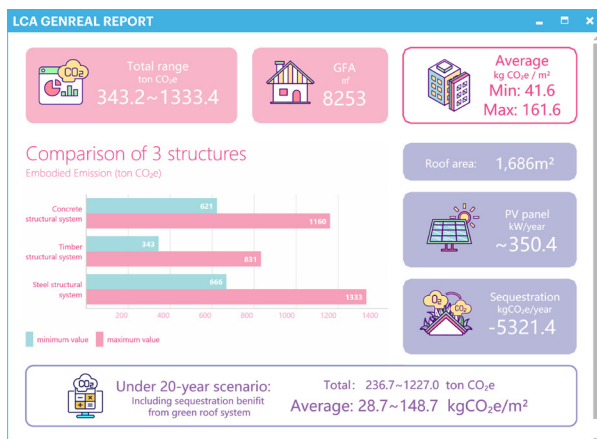 LCA GENREAL REPORT
CO₂
Total range
ton CO₂e
343.2~1333.4
GFA
㎡
8253
Average
kg CO₂e / m²
Min: 41.6
Max: 161.6
Comparison of 3 structures
Embodied Emission (ton CO₂e)
Concrete
structural system
621
1160
Timber
structural system
343
831
Steel structural
system
666
1333
200 400 600 800 1000 1200 1400
minimum value maximum value
Roof area: 1,686m²
PV panel
kW/year
~350.4
O₂ CO₂
Sequestration
kgCO₂e/year
-5321.4
CO₂
Under 20-year scenario:
Including sequestration benifit
from green roof system
Total: 236.7~1227.0 ton CO₂e
Average: 28.7~148.7 kgCO₂e/m²